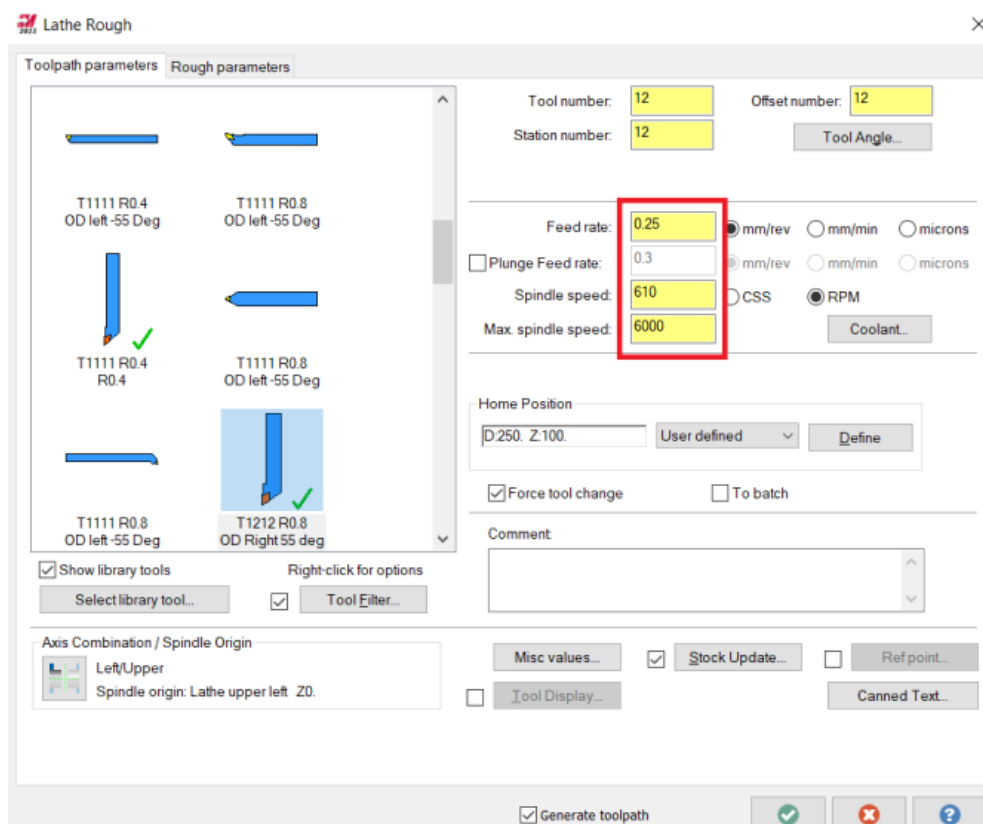 2023 Lathe Rough
Toolpath parameters Rough parameters
T1111 R0.4
OD left -55 Deg
T1111 R0.8
OD left -55 Deg
T1111 R0.4
R0.4
T1111 R0.8
OD left -55 Deg
T1111 R0.8
OD left -55 Deg
T1212 R0.8
OD Right 55 deg
Show library tools
Right-click for options
Select library tool...
Tool Filter...
Axis Combination / Spindle Origin
Left/Upper
Spindle origin: Lathe upper left Z0.
Tool number: 12 Offset number: 12
Station number: 12 Tool Angle...
Feed rate: 0.25 mm/rev mm/min microns
Plunge Feed rate: 0.3 mm/rev mm/min microns
Spindle speed: 610 CSS RPM
Max. spindle speed: 6000 Coolant...
Home Position
D:250. Z:100. User defined Define
Force tool change To batch
Comment:
Misc values... Stock Update... Ref point...
Tool Display... Canned Text...
Generate toolpath
?